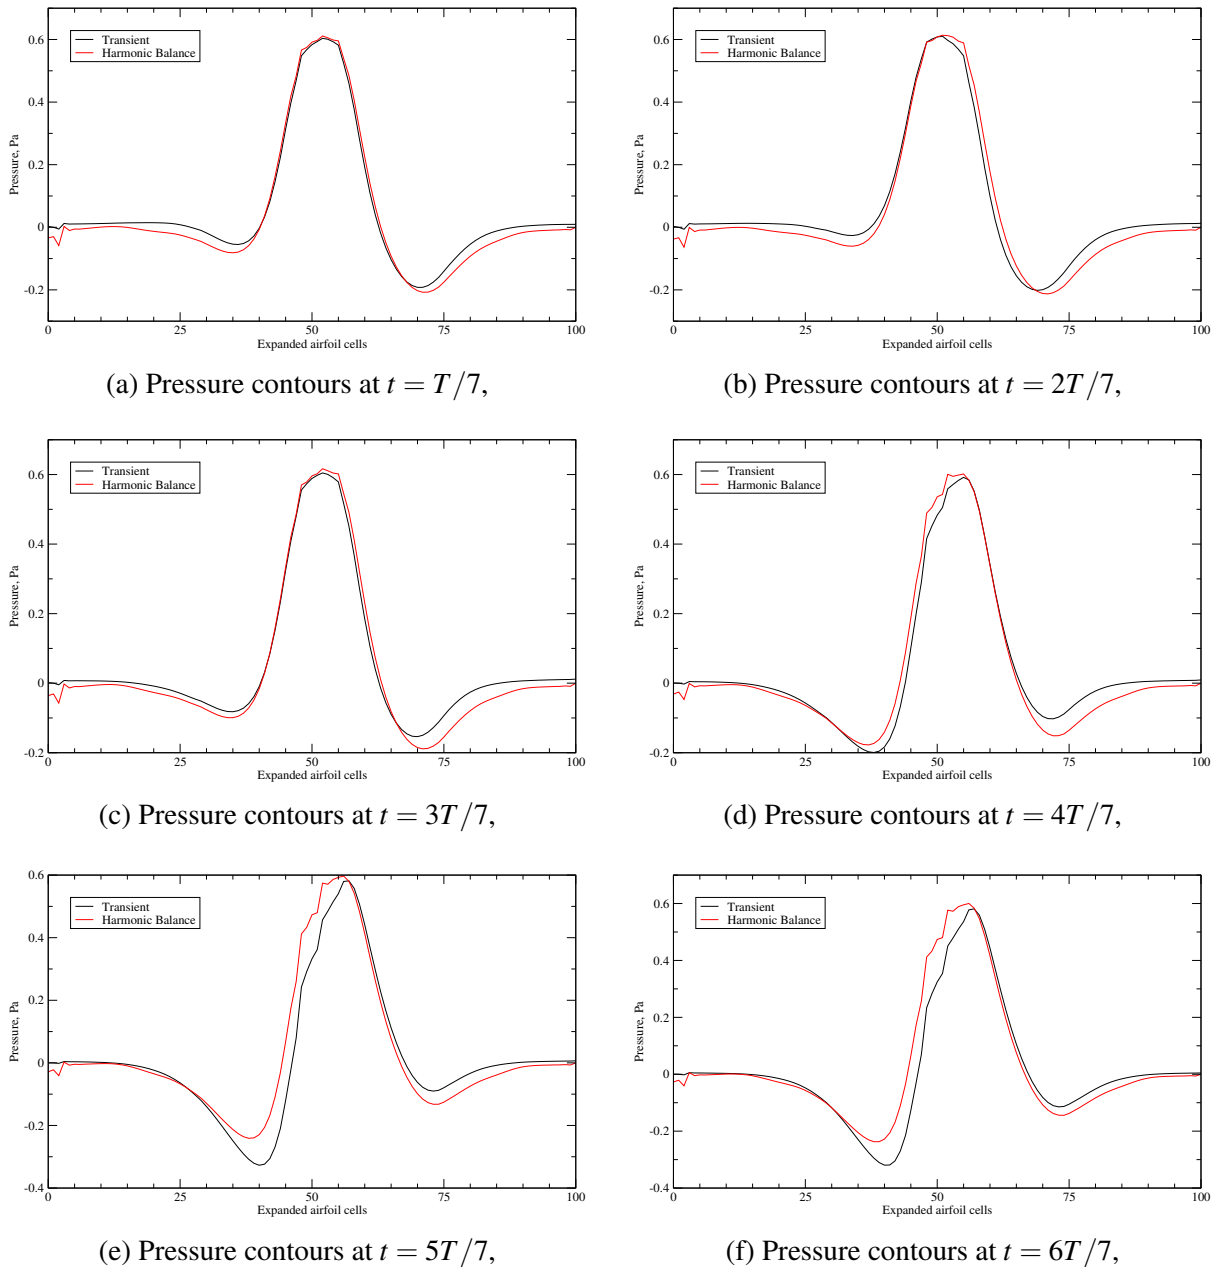 0.6
0.4
0.2
0
-0.2
Pressure, Pa
Transient
Harmonic Balance
0 25 50 75 100
Expanded airfoil cells
(a) Pressure contours at t = T/7,
0.6
0.4
0.2
0
-0.2
Pressure, Pa
Transient
Harmonic Balance
0 25 50 75 100
Expanded airfoil cells
(b) Pressure contours at t = 2T/7,
0.6
0.4
0.2
0
-0.2
Pressure, Pa
Transient
Harmonic Balance
0 25 50 75 100
Expanded airfoil cells
(c) Pressure contours at t = 3T/7,
0.6
0.4
0.2
0
-0.2
Pressure, Pa
Transient
Harmonic Balance
0 25 50 75 100
Expanded airfoil cells
(d) Pressure contours at t = 4T/7,
0.6
0.4
0.2
0
-0.2
-0.4
Pressure, Pa
Transient
Harmonic Balance
0 25 50 75 100
Expanded airfoil cells
(e) Pressure contours at t = 5T/7,
0.6
0.4
0.2
0
-0.2
-0.4
Pressure, Pa
Transient
Harmonic Balance
0 25 50 75 100
Expanded airfoil cells
(f) Pressure contours at t = 6T/7,